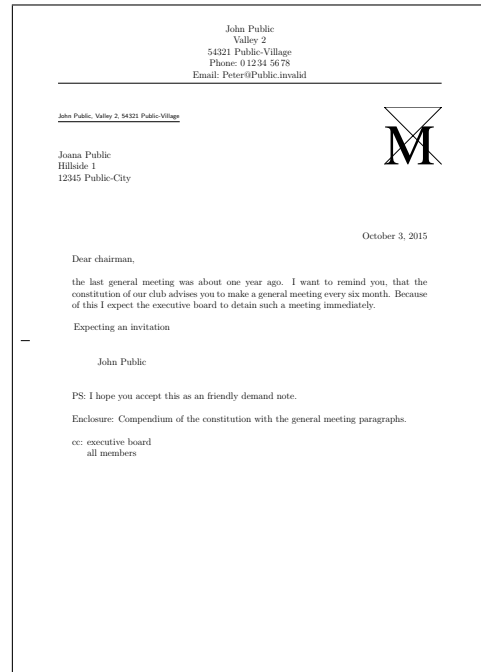 John Public
Valley 2
54321 Public-Village
Phone: 0 12 34 56 78
Email: Peter@Public.invalid
John Public, Valley 2, 54321 Public-Village
M
Joana Public
Hillside 1
12345 Public-City
October 3, 2015
Dear chairman,
the last general meeting was about one year ago. I want to remind you, that the
constitution of our club advises you to make a general meeting every six month. Because
of this I expect the executive board to detain such a meeting immediately.
Expecting an invitation
John Public
PS: I hope you accept this as an friendly demand note.
Enclosure: Compendium of the constitution with the general meeting paragraphs.
cc: executive board
all members